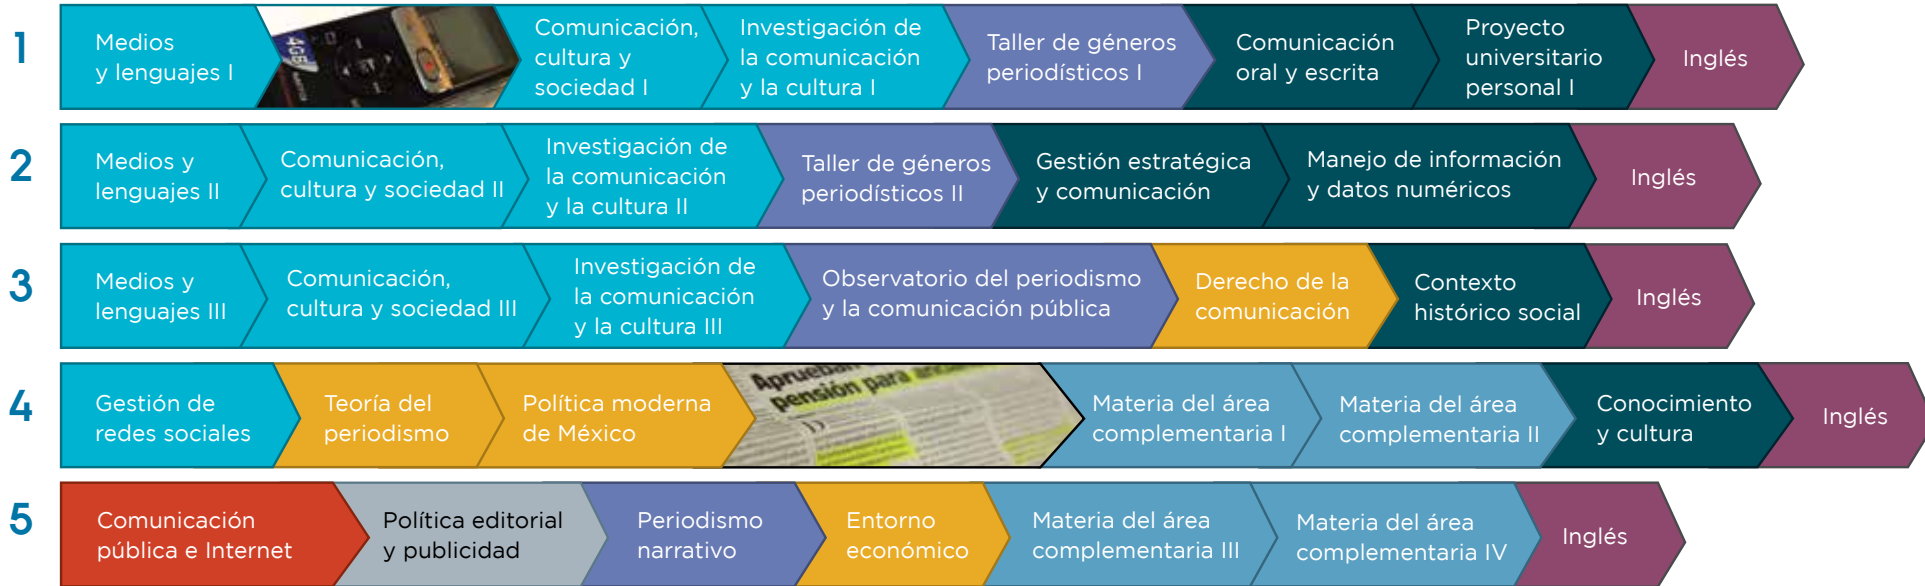 1
Medios
y lenguajes I
4GB
Comunicación,
cultura y
sociedad I
Investigación de
la comunicación
y la cultura I
Taller de géneros
periodísticos I
Comunicación
oral y escrita
Proyecto
universitario
personal I
Inglés
2
Medios y
lenguajes II
Comunicación,
cultura y sociedad II
Investigación de
la comunicación
y la cultura II
Taller de géneros
periodísticos II
Gestión estratégica
y comunicación
Manejo de información
y datos numéricos
Inglés
3
Medios y
lenguajes III
Comunicación,
cultura y sociedad III
Investigación de
la comunicación
y la cultura III
Observatorio del periodismo
y la comunicación pública
Derecho de la
comunicación
Contexto
histórico social
Inglés
4
Gestión de
redes sociales
Teoría del
periodismo
Política moderna
de México
Aprueban
pensión para
Materia del área
complementaria I
Materia del área
complementaria II
Conocimiento
y cultura
Inglés
5
Comunicación
pública e Internet
Política editorial
y publicidad
Periodismo
narrativo
Entorno
económico
Materia del área
complementaria III
Materia del área
complementaria IV
Inglés